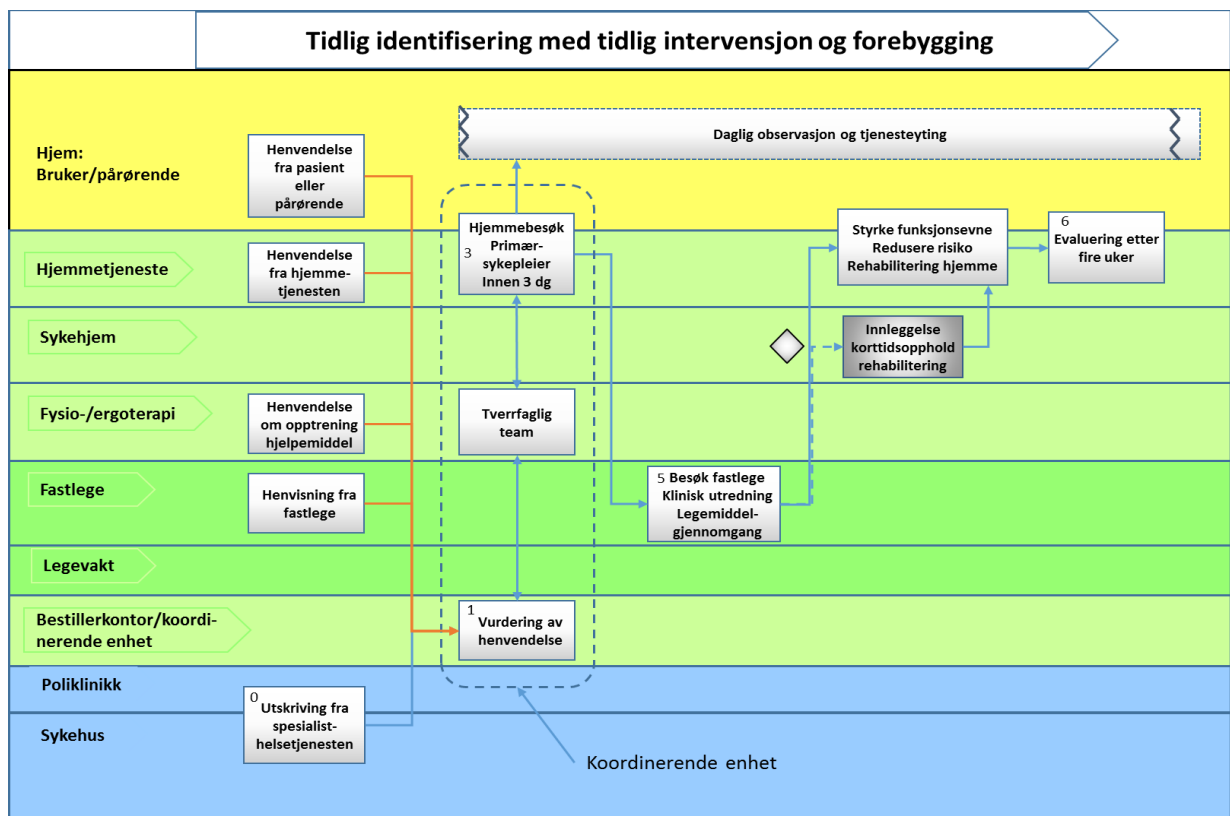 Tidlig identifisering med tidlig intervensjon og forebygging
Hjem:
Bruker/pårørende
Henvendelse
fra pasient
eller
pårørende
Daglig observasjon og tjenesteyting
Hjemmetjeneste
Henvendelse
fra hjemme-
tjenesten
Hjemmebesøk
Primær-
3
sykepleier
Innen 3 dg
Styrke funksjonsevne
Redusere risiko
Rehabilitering hjemme
6
Evaluering etter
fire uker
Sykehjem
Innleggelse
korttidsopphold
rehabilitering
Fysio-/ergoterapi
Henvendelse
om opptrening
hjelpemiddel
Tverrfaglig
team
Fastlege
Henvisning fra
fastlege
5 Besøk fastlege
Klinisk utredning
Legemiddel-
gjennomgang
Legevakt
Bestillerkontor/koordi-
nerende enhet
1
Vurdering av
henvendelse
Poliklinikk
Sykehus
0
Utskriving fra
spesialist-
helsetjenesten
Koordinerende enhet